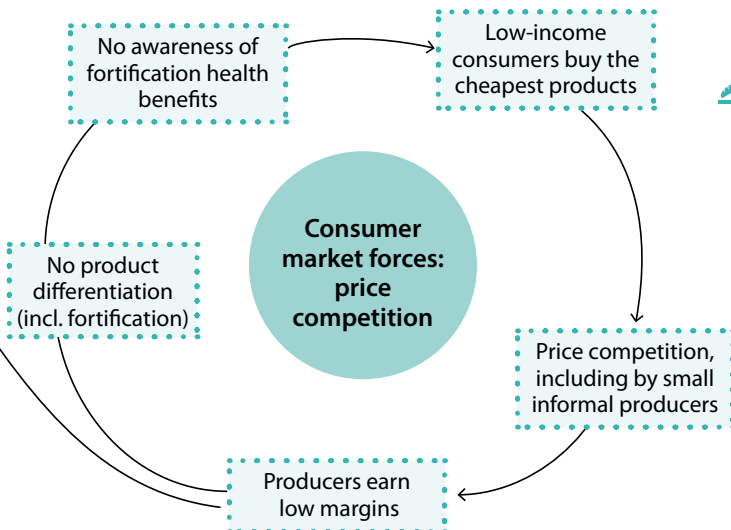 No awareness of
fortification health
benefits
Low-income
consumers buy the
cheapest products
Consumer
market forces:
price
competition
No product
differentiation
(incl. fortification)
Price competition,
including by small
informal producers
Producers earn
low margins